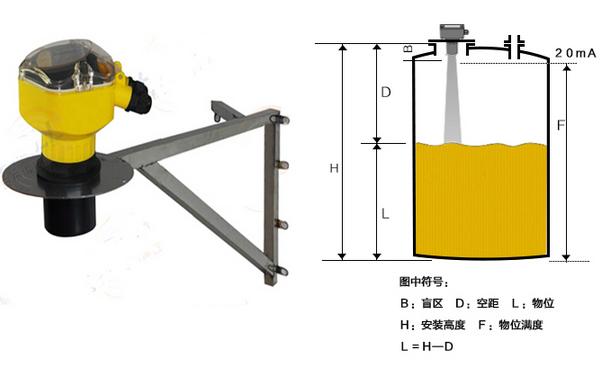 B
20mA
D
F
H
L
图中符号：
B：盲区 D：空距 L：物位
H：安装高度 F：物位满度
L＝H—D